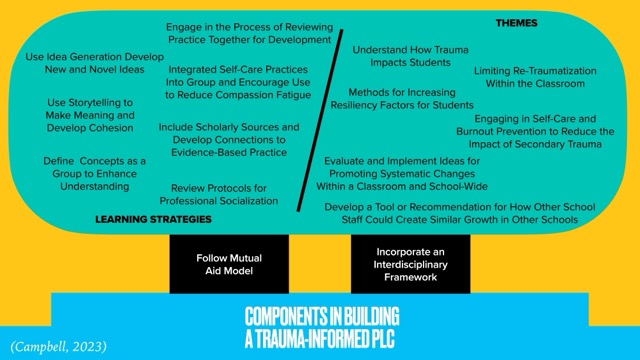 Engage in the Process of Reviewing
Practice Together for Development
Use Idea Generation Develop
New and Novel Ideas
Integrated Self-Care Practices
Into Group and Encourage Use
to Reduce Compassion Fatigue
Use Storytelling to
Make Meaning and
Develop Cohesion
Include Scholarly Sources and
Develop Connections to
Evidence-Based Practice
Define Concepts as a
Group to Enhance
Understanding
Review Protocols for
Professional Socialization
LEARNING STRATEGIES
THEMES
Understand How Trauma
Impacts Students
Limiting Re-Traumatization
Within the Classroom
Methods for Increasing
Resiliency Factors for Students
Engaging in Self-Care and
Burnout Prevention to Reduce the
Impact of Secondary Trauma
Evaluate and Implement Ideas for
Promoting Systematic Changes
Within a Classroom and School-Wide
Develop a Tool or Recommendation for How Other School
Staff Could Create Similar Growth in Other Schools
Follow Mutual
Aid Model
Incorporate an
Interdisciplinary
Framework
COMPONENTS IN BUILDING
A TRAUMA-INFORMED PLC
(Campbell, 2023)